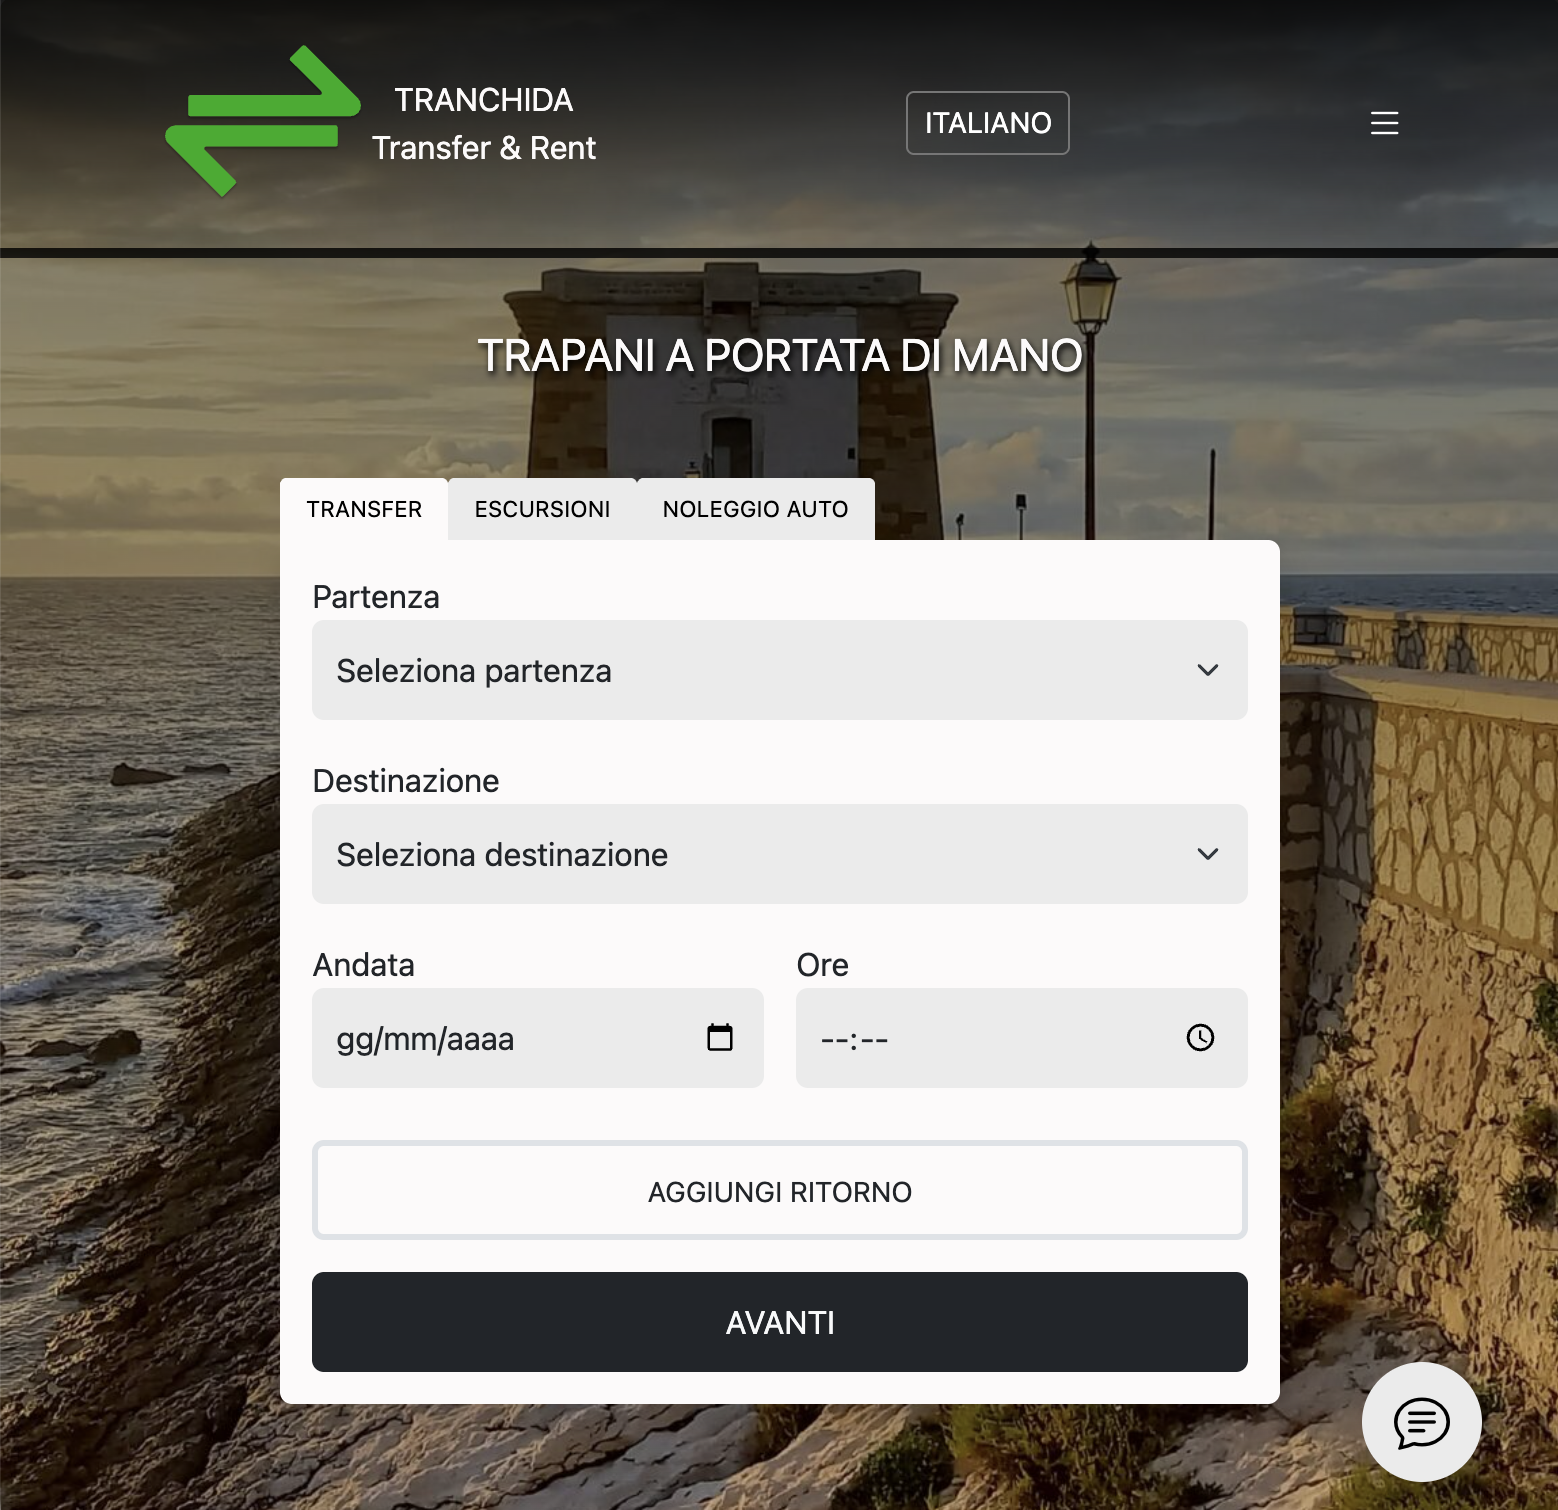 TRANCHIDA
Transfer & Rent
ITALIANO
TRAPANI A PORTATA DI MANO
TRANSFER
ESCURSIONI
NOLEGGIO AUTO
Partenza
Seleziona partenza
Destinazione
Seleziona destinazione
Andata
Ore
gg/mm/aaaa
--:--
AGGIUNGI RITORNO
AVANTI